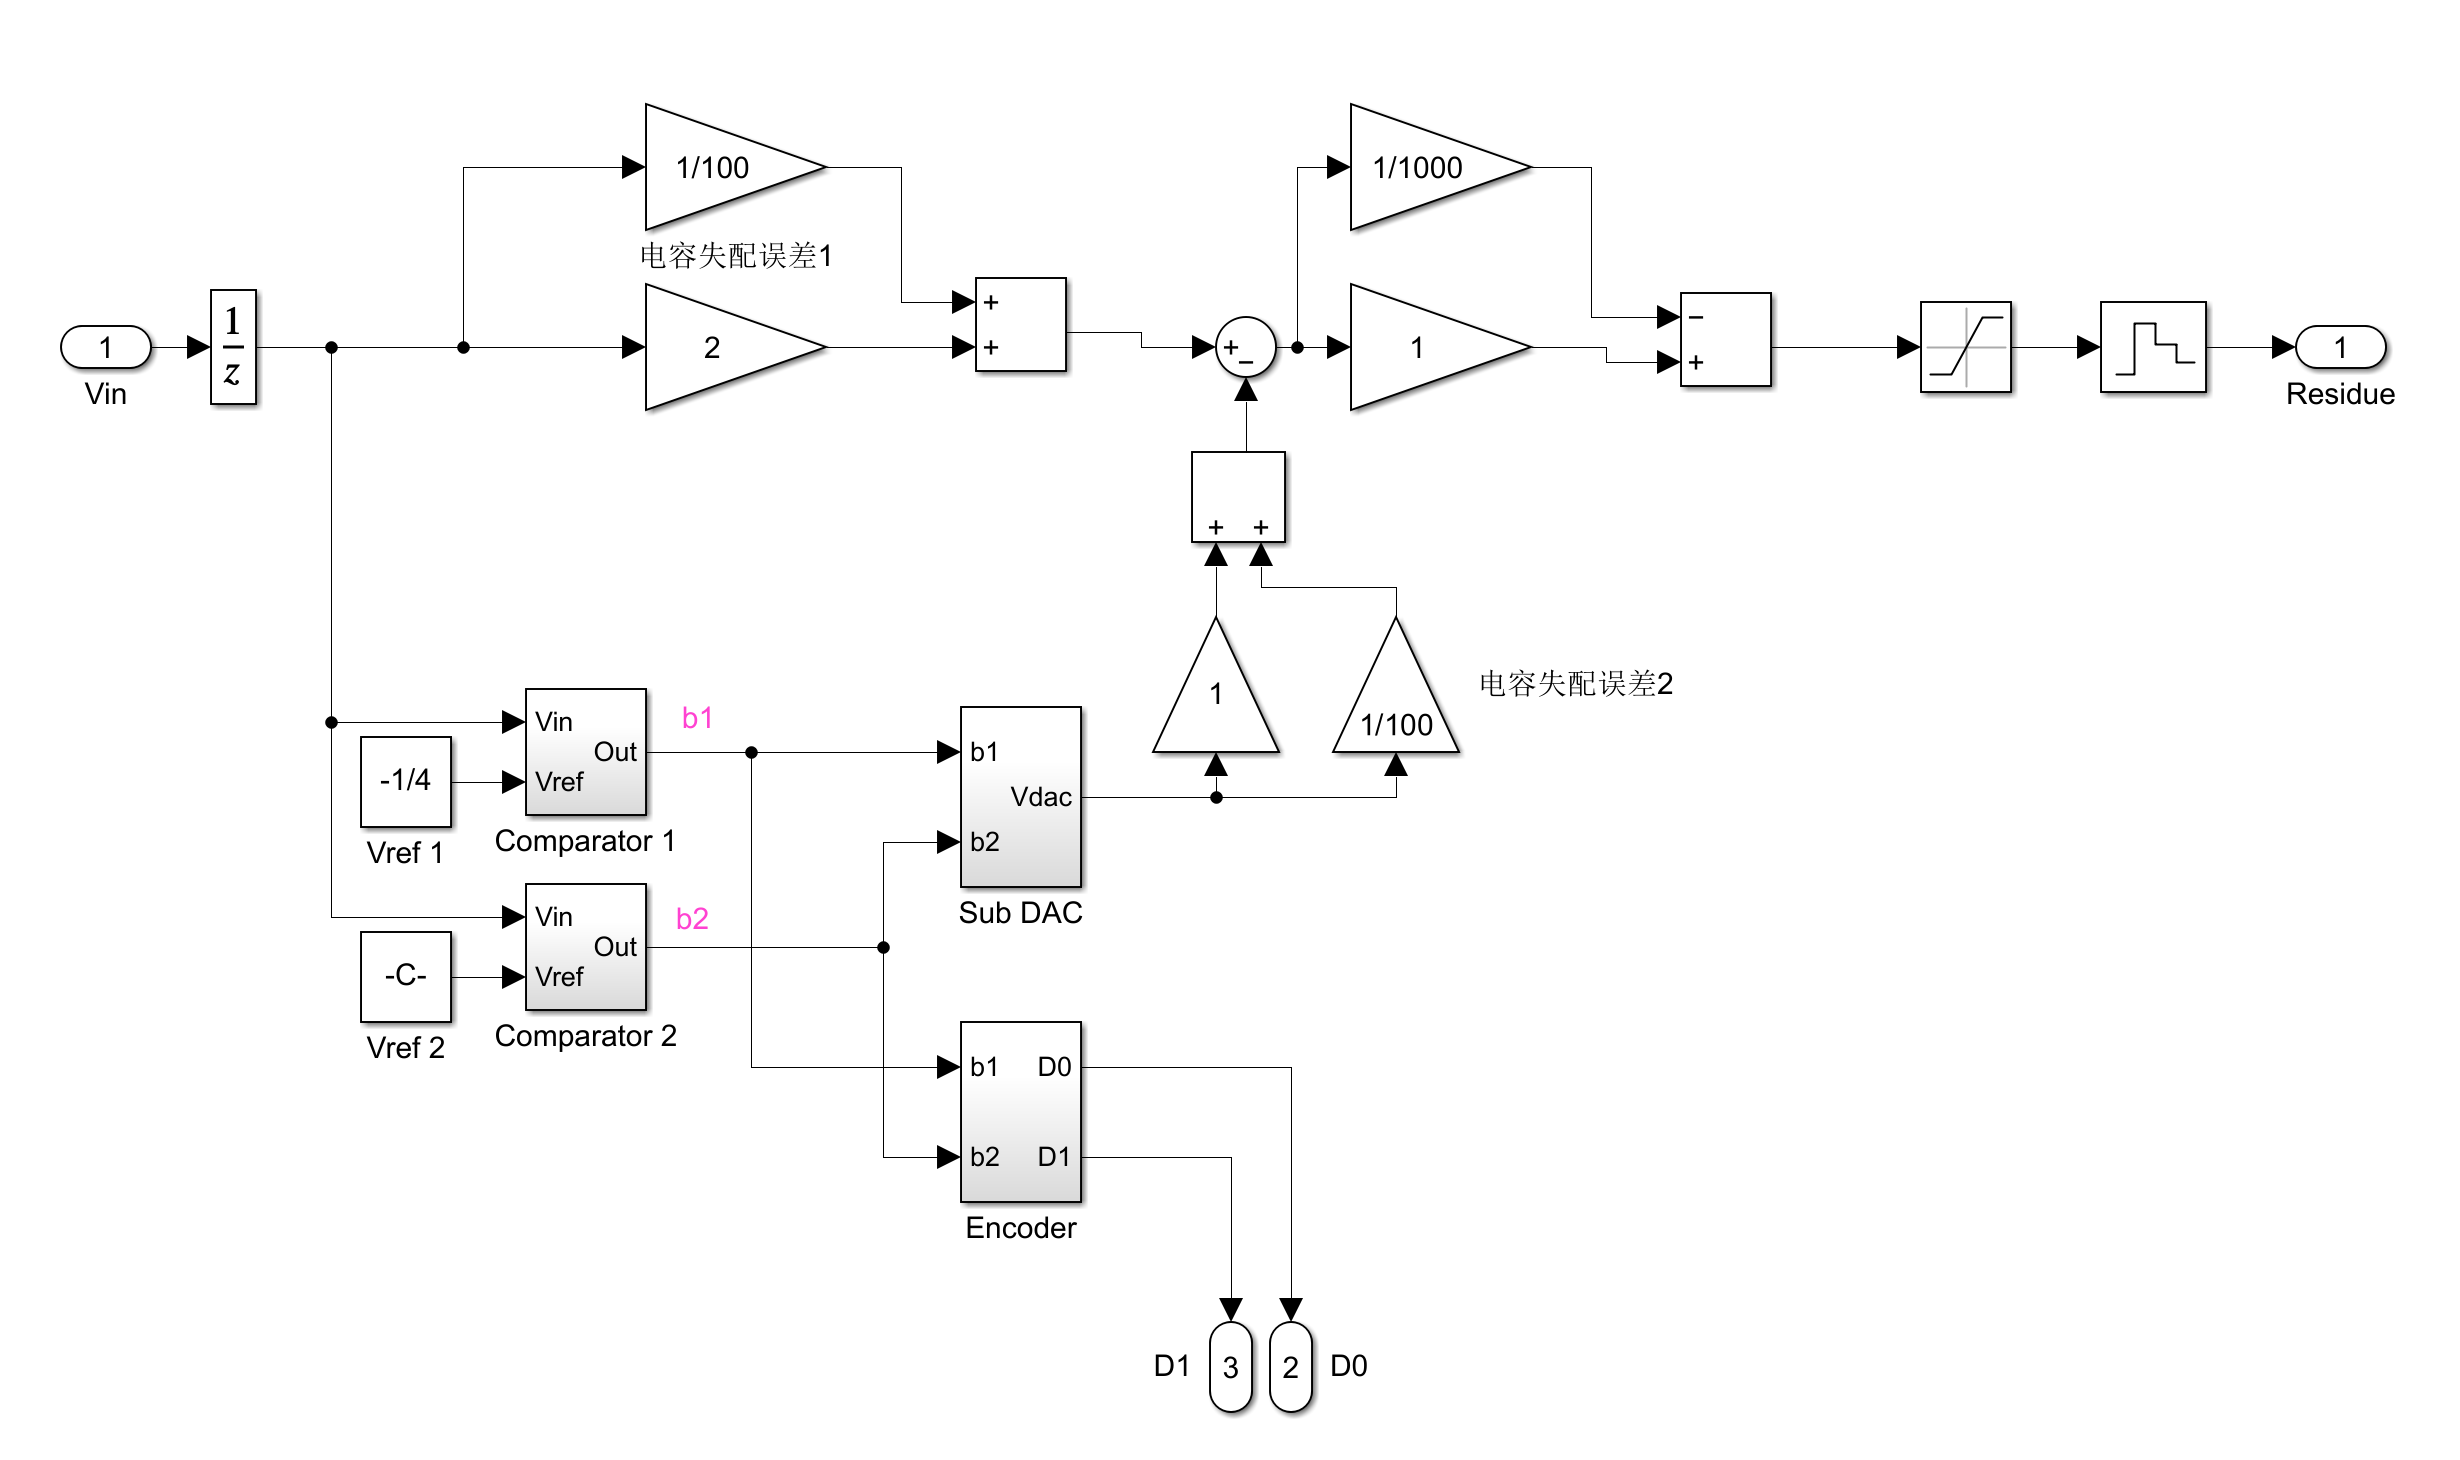 1/100
1/1000
电容失配误差1
1
Vin
1
z
2
+
+
+
−
1
−
+
1
Residue
+ +
1
1/100
电容失配误差2
Vin
Out
Vref
b1
-1/4
Vref 1
Comparator 1
b1
Vdac
b2
Sub DAC
Vin
Out
Vref
b2
-C-
Vref 2
Comparator 2
b1 D0
b2 D1
Encoder
D1 3 2 D0